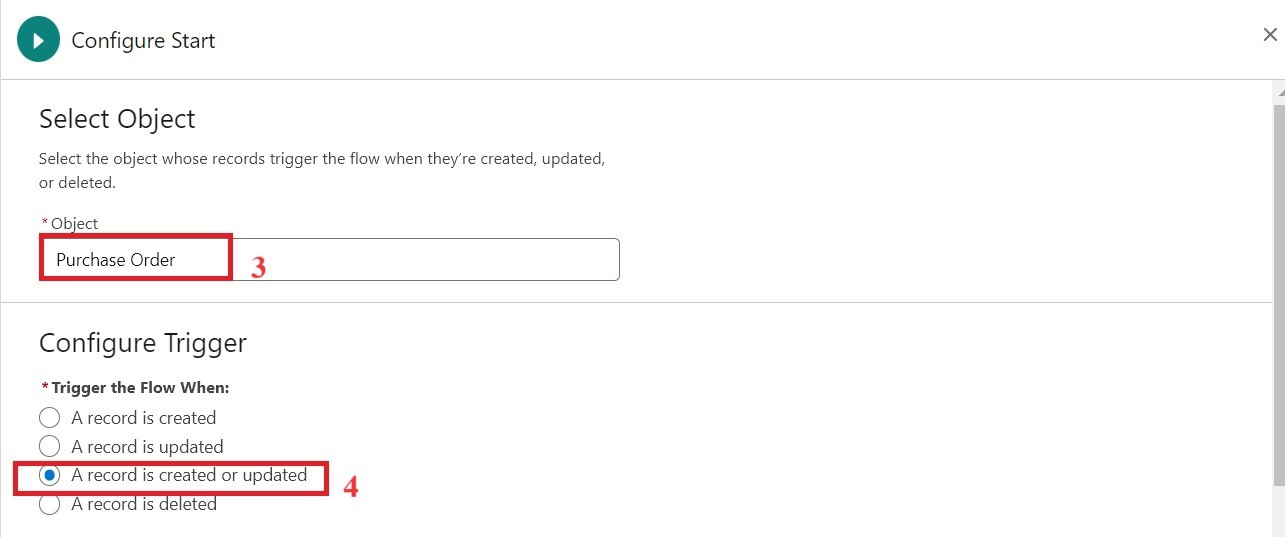 Configure Start
Select Object
Select the object whose records trigger the flow when they’re created, updated,
or deleted.
* Object
Purchase Order
3
Configure Trigger
* Trigger the Flow When:
A record is created
A record is updated
A record is created or updated
4
A record is deleted